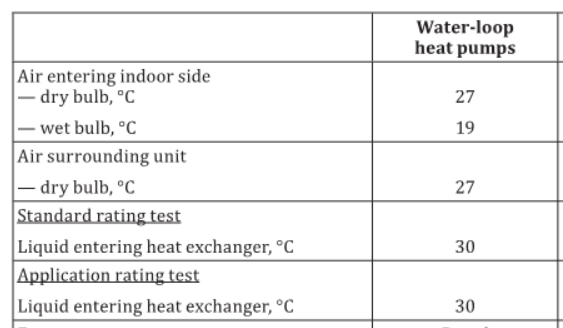 Water-loop
heat pumps
Air entering indoor side
— dry bulb, °C 27
— wet bulb, °C 19
Air surrounding unit
— dry bulb, °C 27
Standard rating test
Liquid entering heat exchanger, °C 30
Application rating test
Liquid entering heat exchanger, °C 30